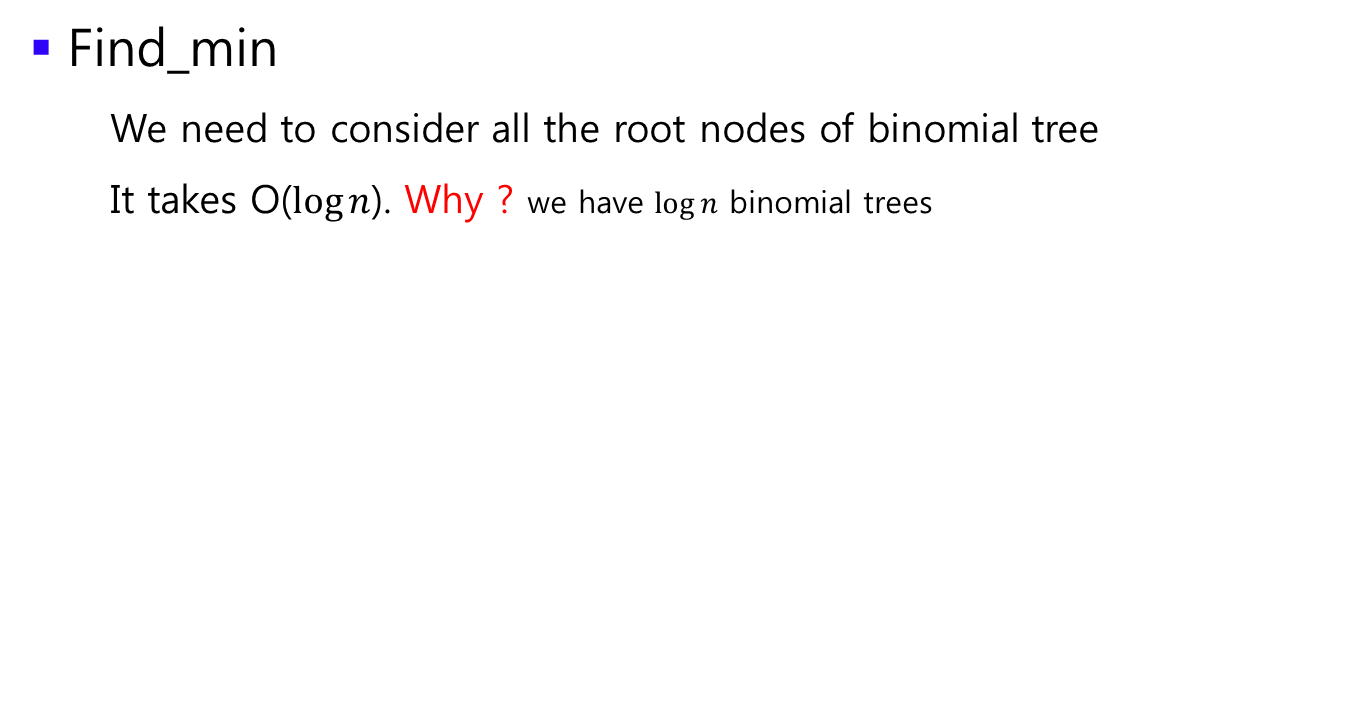 Find_min
We need to consider all the root nodes of binomial tree
It takes O(log n). Why ? we have log n binomial trees